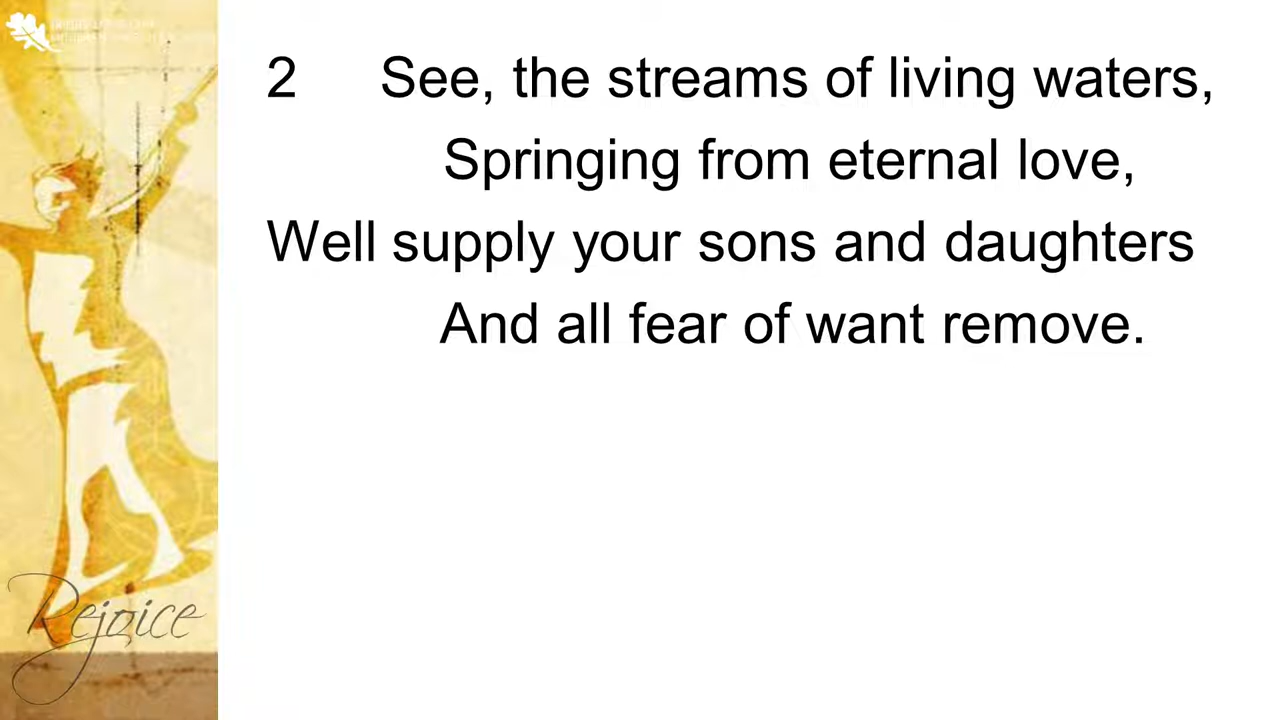 2 See, the streams of living waters,
Springing from eternal love,
Well supply your sons and daughters
And all fear of want remove.
Rejoice